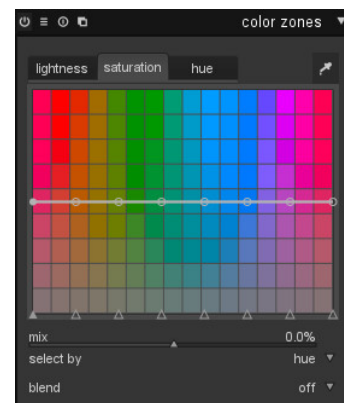 color zones
lightness saturation hue
mix 0.0%
select by hue
blend off